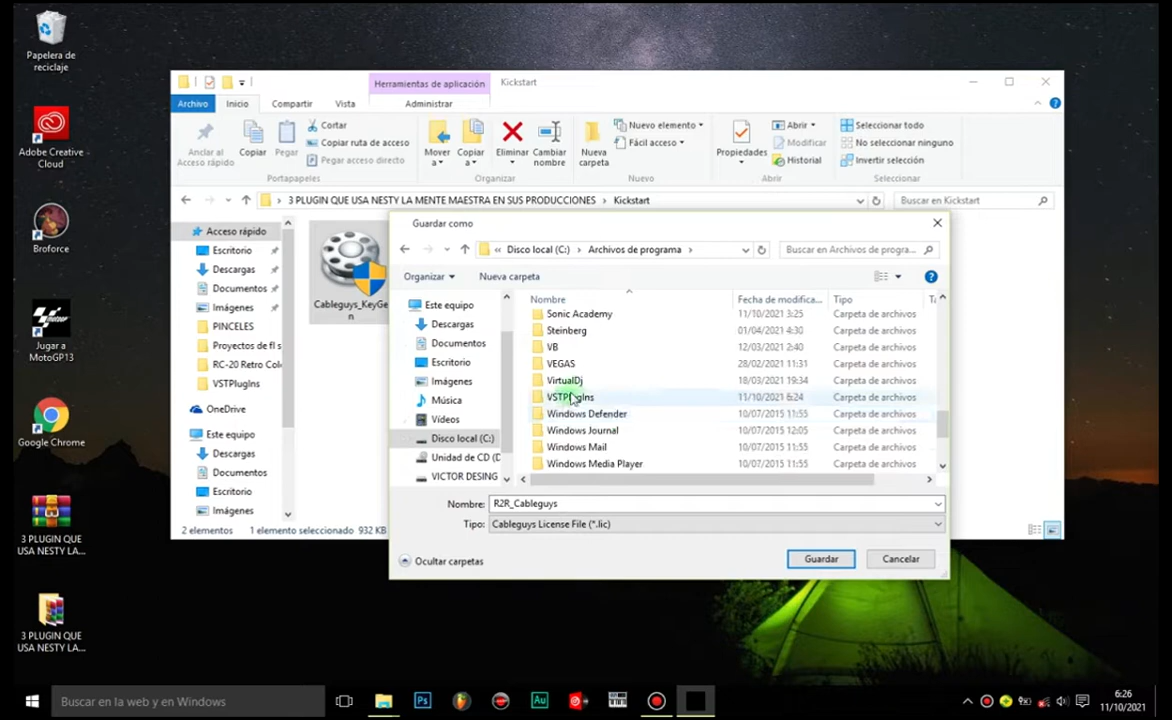 Papelera de
reciclaje
Adobe Creative
Cloud
Broforce
Jugar a
MotoGP13
Google Chrome
3 PLUGIN QUE
USA NESTY LA...
3 PLUGIN QUE
USA NESTY LA...
Herramientas de aplicación
Kickstart
Archivo
Inicio
Compartir
Vista
Administrar
Anclar al
Acceso rápido
Copiar
Pegar
Cortar
Copiar ruta de acceso
Pegar acceso directo
Portapapeles
Mover
a
Copiar
a
Eliminar
Cambiar
nombre
Organizar
Nueva
carpeta
Nuevo elemento
Fácil acceso
Nuevo
Propiedades
Abrir
Modificar
Historial
Abrir
Seleccionar todo
No seleccionar ninguno
Invertir selección
Seleccionar
3 PLUGIN QUE USA NESTY LA MENTE MAESTRA EN SUS PRODUCCIONES > Kickstart
Buscar en Kickstart
Acceso rápido
Escritorio
Descargas
Documentos
Imágenes
PINCELES
Proyectos de fl s
RC-20 Retro Col
VSTPlugIns
OneDrive
Este equipo
Descargas
Documentos
Escritorio
Imágenes
Cableguys_KeyGe
n
2 elementos
1 elemento seleccionado 932 KB
Guardar como
« Disco local (C:) > Archivos de programa >
Buscar en Archivos de progra...
Organizar
Nueva carpeta
Este equipo
Descargas
Documentos
Escritorio
Imágenes
Música
Vídeos
Disco local (C:)
Unidad de CD (D
VICTOR DESING
Nombre
Fecha de modifica...
Tipo
Sonic Academy 11/10/2021 3:25 Carpeta de archivos
Steinberg 01/04/2021 4:30 Carpeta de archivos
VB 12/03/2021 2:40 Carpeta de archivos
VEGAS 28/02/2021 11:31 Carpeta de archivos
VirtualDj 18/03/2021 19:34 Carpeta de archivos
VSTPlugIns 11/10/2021 6:24 Carpeta de archivos
Windows Defender 10/07/2015 11:55 Carpeta de archivos
Windows Journal 10/07/2015 12:05 Carpeta de archivos
Windows Mail 10/07/2015 11:55 Carpeta de archivos
Windows Media Player 10/07/2015 11:55 Carpeta de archivos
Nombre: R2R_Cableguys
Tipo: Cableguys License File (*.lic)
Ocultar carpetas
Guardar
Cancelar
Buscar en la web y en Windows
Ps
Au
6:26
11/10/2021